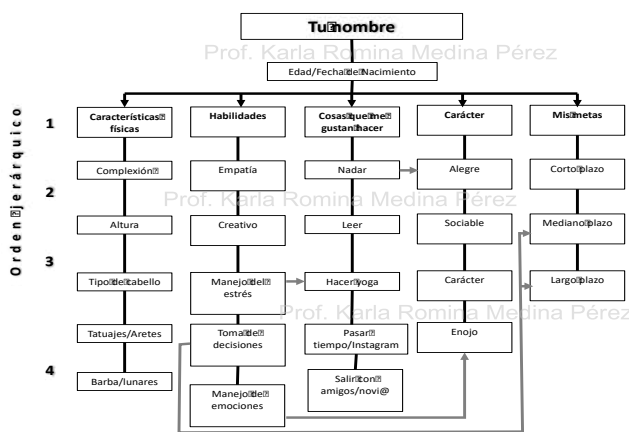 Tu nombre
Prof. Karla Romina Medina Pérez
Edad/Fecha de Nacimiento
Orden jerárquico
1
2
3
4
Características
físicas
Complexión
Altura
Tipo de cabello
Tatuajes/Aretes
Barba/lunares
Habilidades
Empatía
Creativo
Manejo del
estrés
Toma de
decisiones
Manejo de
emociones
Cosas que me
gustan hacer
Nadar
Leer
Hacer yoga
Pasar
tiempo/Instagram
Salir con
amigos/novi@
Carácter
Alegre
Sociable
Carácter
Enojo
Mis metas
Corto plazo
Mediano plazo
Largo plazo
Prof. Karla Romina Medina Pérez
Prof. Karla Romina Medina Pérez